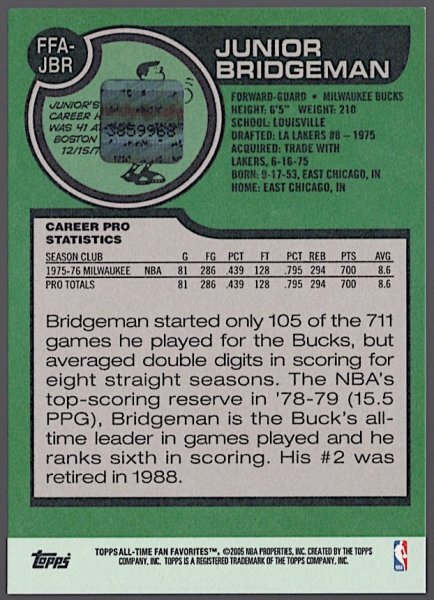 FFA-
JBR
JUNIOR
BRIDGEMAN
JUNIOR'S
CAREER
WAS 41 AT
BOSTON
12/15/7
3859968
FORWARD-GUARD • MILWAUKEE BUCKS
HEIGHT: 6'5" WEIGHT: 210
SCHOOL: LOUISVILLE
DRAFTED: LA LAKERS #8 -- 1975
ACQUIRED: TRADE WITH
LAKERS, 6-16-75
BORN: 9-17-53, EAST CHICAGO, IN
HOME: EAST CHICAGO, IN
CAREER PRO
STATISTICS
SEASON CLUB G FG PCT FT PCT REB PTS AVG
1975-76 MILWAUKEE NBA 81 286 .439 128 .795 294 700 8.6
PRO TOTALS 81 286 .439 128 .795 294 700 8.6
Bridgeman started only 105 of the 711
games he played for the Bucks, but
averaged double digits in scoring for
eight straight seasons. The NBA's
top-scoring reserve in '78-79 (15.5
PPG), Bridgeman is the Buck's all-
time leader in games played and he
ranks sixth in scoring. His #2 was
retired in 1988.
Topps
TOPPS ALL-TIME FAN FAVORITES™, ©2005 NBA PROPERTIES, INC. CREATED BY THE TOPPS
COMPANY, INC. TOPPS IS A REGISTERED TRADEMARK OF THE TOPPS COMPANY, INC.
NBA